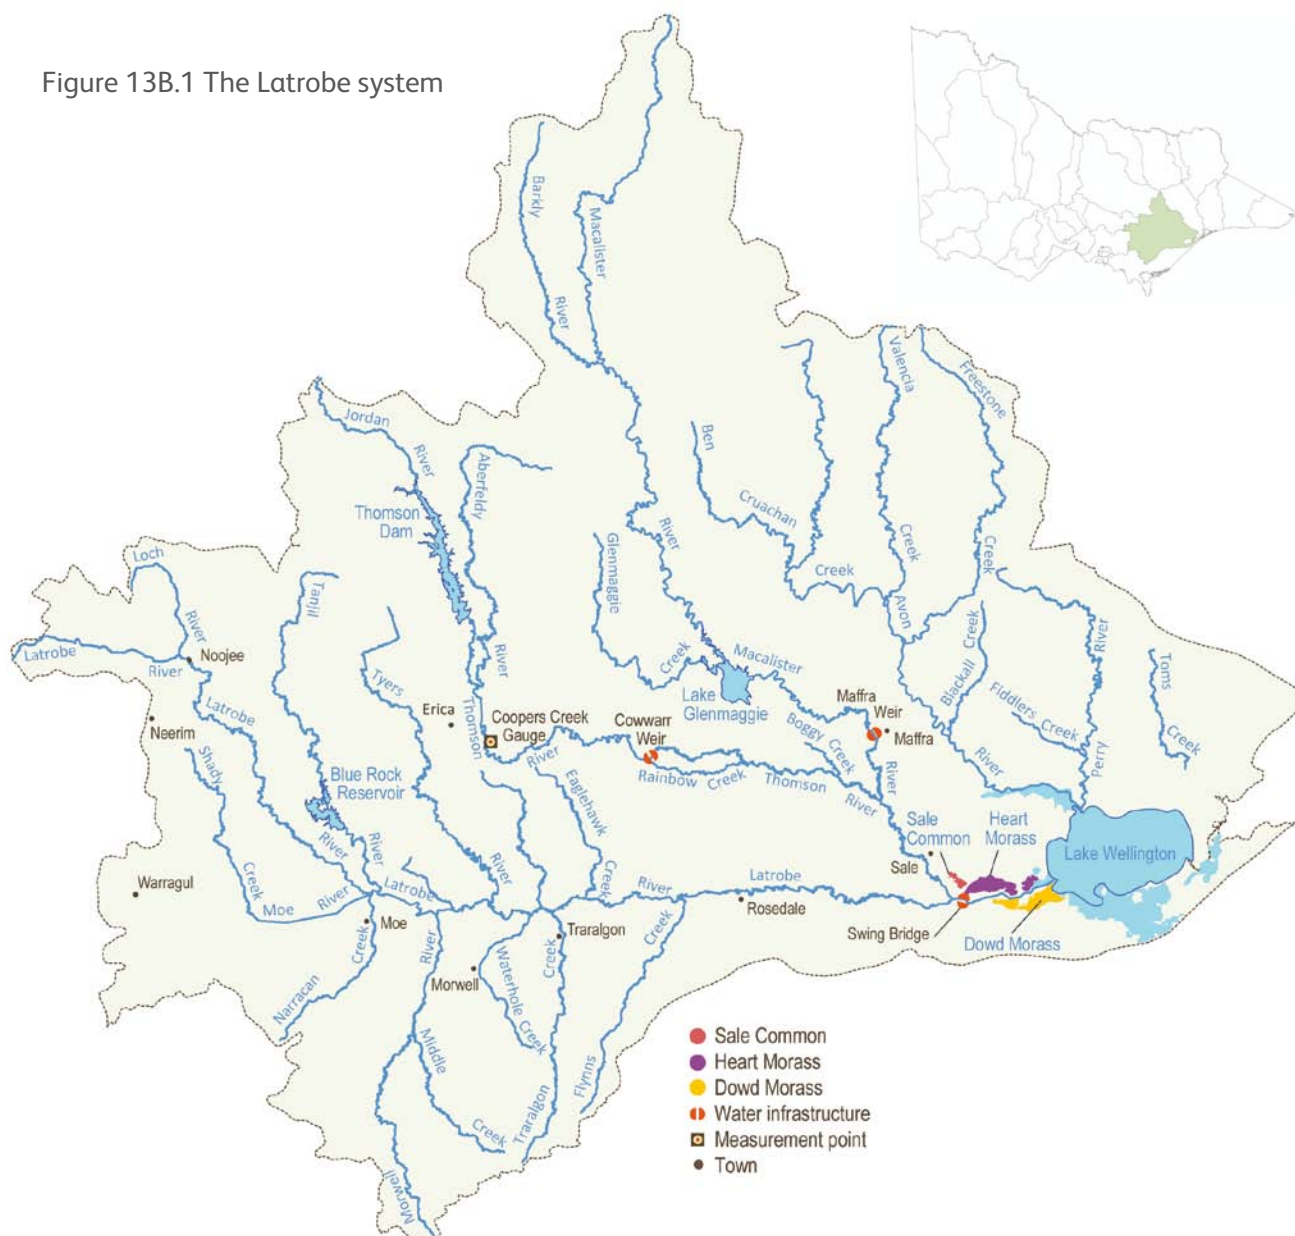 Figure 13B.1 The Latrobe system
Barkly
River
Macalister
River
Valencia
Creek
Freestone
Creek
Ben
Cruachan
Creek
Jordan
River
Aberfeldy
River
Thomson
Dam
Glenmaggie
Creek
Loch
River
Tanjil
River
Latrobe
River
Noojee
Latrobe
River
Neerim
Shady
Creek
Tyers
River
Erica
Thomson
River
Coopers Creek
Gauge
Cowwarr
Weir
Lake
Glenmaggie
Macalister
River
Maffra
Weir
Maffra
Boggy
Creek
Avon
River
Blackall
Creek
Fiddlers
Creek
River
Perry
Toms
Creek
Blue Rock
Reservoir
Eaglehawk
Creek
Rainbow
Creek
Thomson
River
Sale
Common
Heart
Morass
Lake Wellington
Warragul
Moe
River
Latrobe
River
Latrobe
Sale
Rosedale
Swing Bridge
Dowd Morass
Moe
Narracan
Creek
River
Morwell
Morwell
Waterhole Creek
Traralgon
Creek
Traralgon
Flynns
Creek
Middle
Creek
Sale Common
Heart Morass
Dowd Morass
Water infrastructure
Measurement point
Town